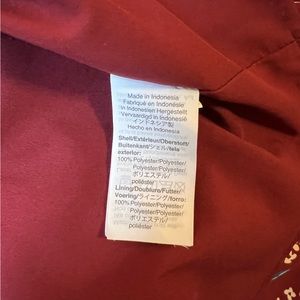 Made in Indonesia
Fabriqué en Indonésie
in Indonesien Hergestellt
Vervaardigd in Indonesië
インドネシア製
Hecho en Indonesia
Shell/Extérieur/Oberstoff/
Buitenkant/シェル/tela
exterior:
100% Polyester/Polyester/
Polyester/Polyester/
ポリエステル/
poliéster
Lining/Doublure/Futter/
Voering/ライニング/forro:
100% Polyester/Polyester/
Polyester/Polyester/
ポリエステル/
poliéster